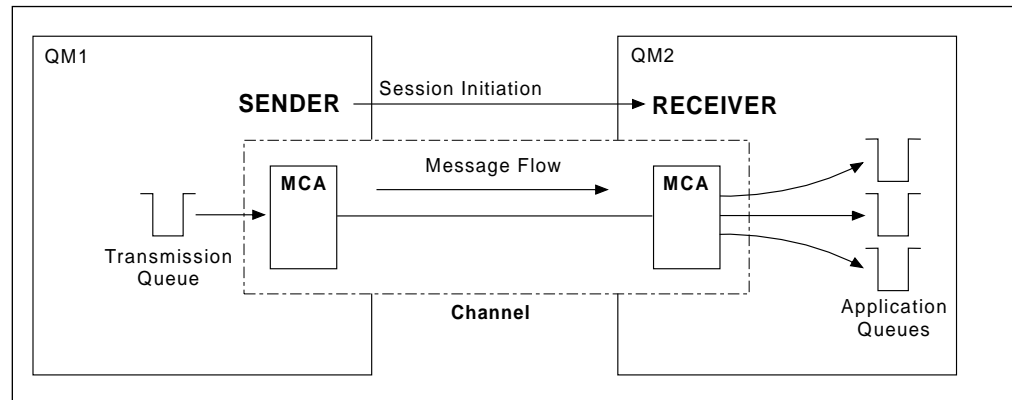 QM1
QM2
SENDER
Session Initiation
RECEIVER
MCA
Message Flow
MCA
Transmission
Queue
Channel
Application
Queues